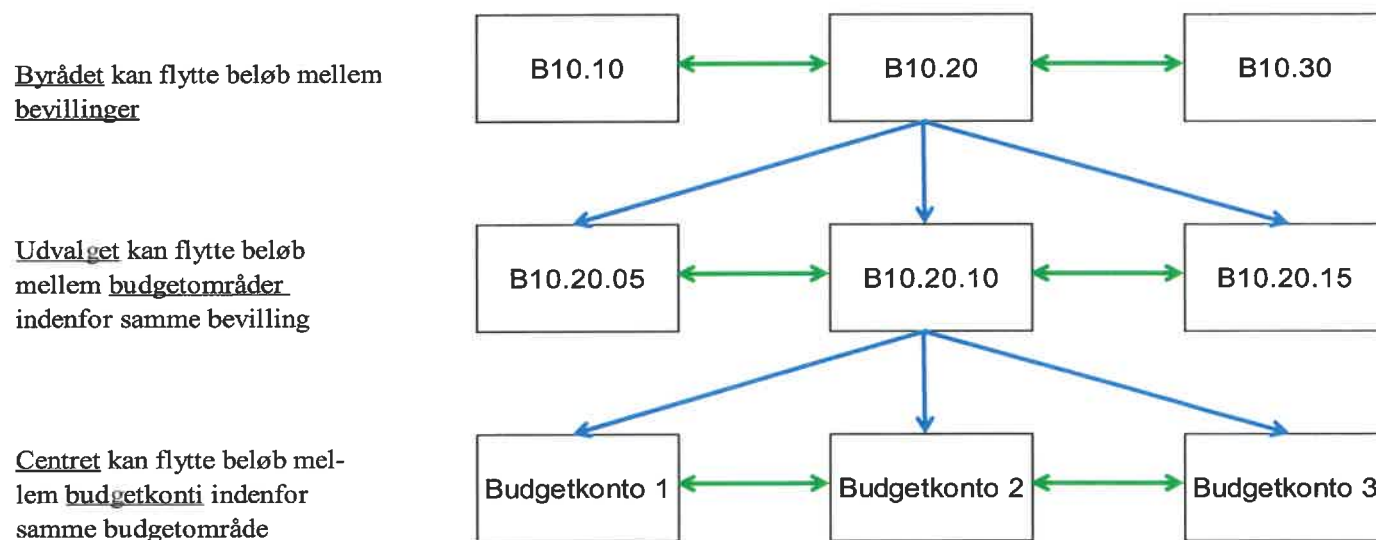 Byrådet kan flytte beløb mellem
bevillinger
B10.10
B10.20
B10.30
Udvalget kan flytte beløb
mellem budgetområder
indenfor samme bevilling
B10.20.05
B10.20.10
B10.20.15
Centret kan flytte beløb mel-
lem budgetkonti indenfor
samme budgetområde
Budgetkonto 1
Budgetkonto 2
Budgetkonto 3